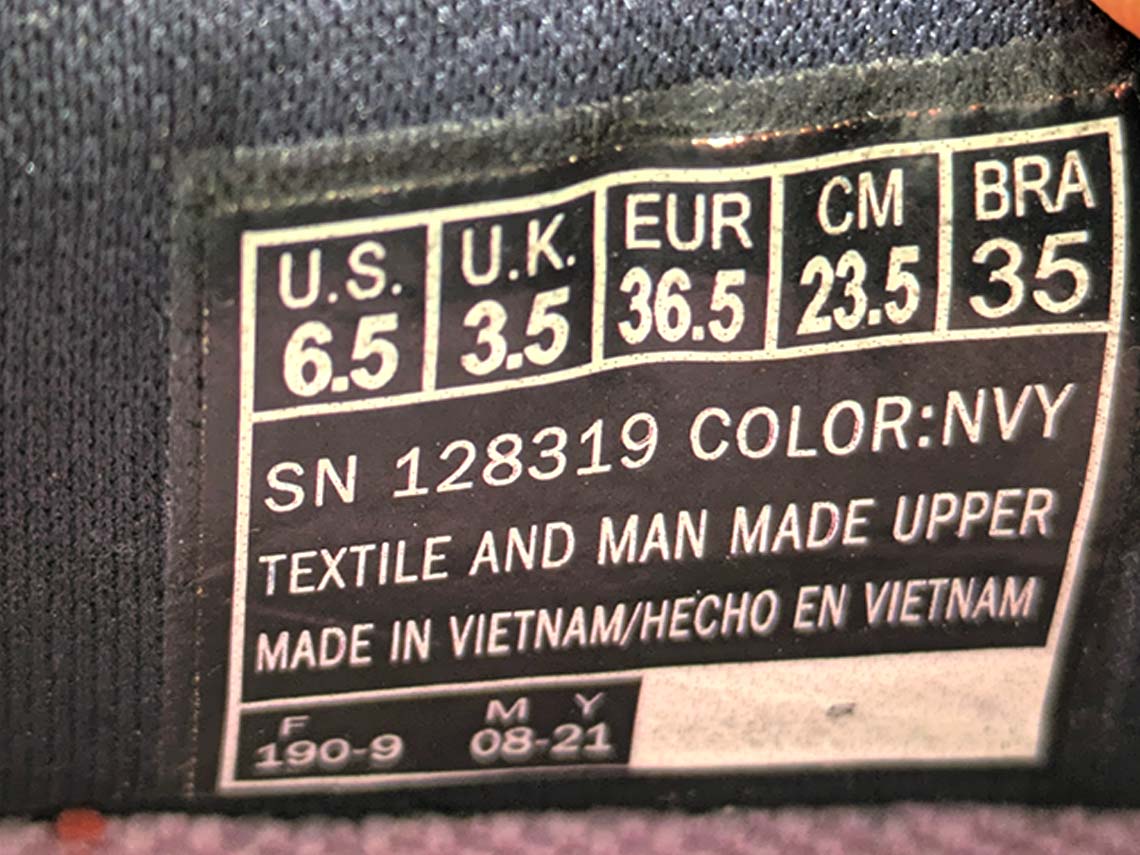 U.S. U.K. EUR CM BRA
6.5 3.5 36.5 23.5 35
SN 128319 COLOR:NVY
TEXTILE AND MAN MADE UPPER
MADE IN VIETNAM/HECHO EN VIETNAM
F M Y
190-9 08-21